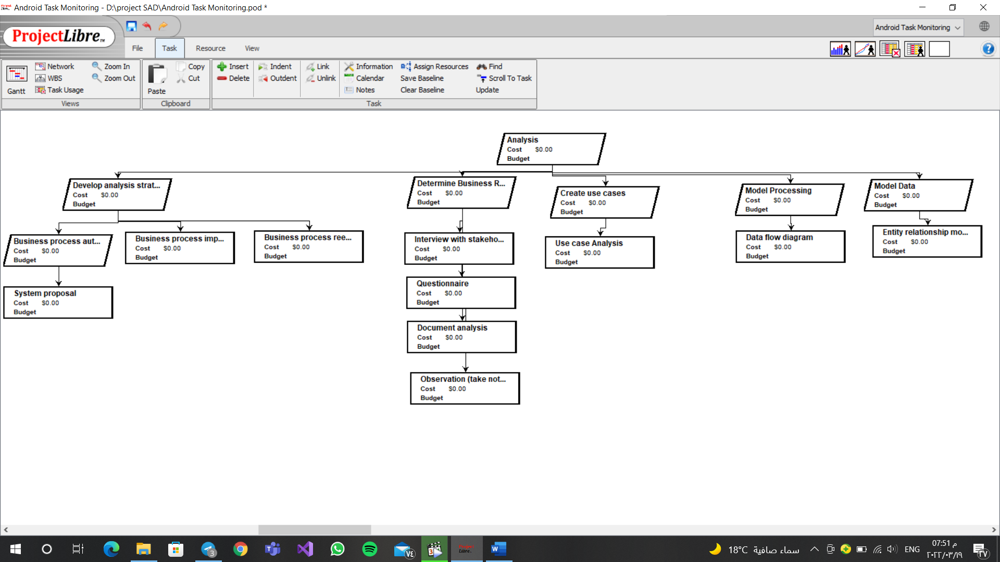 Android Task Monitoring - D:\project SAD\Android Task Monitoring.pod *
ProjectLibre™
Android Task Monitoring
File Task Resource View
Gantt
Network
WBS
Task Usage
Zoom In
Zoom Out
Views
Paste
Copy
Cut
Clipboard
Insert
Delete
Indent
Outdent
Link
Unlink
Information
Calendar
Notes
Assign Resources
Save Baseline
Clear Baseline
Find
Scroll To Task
Update
Task
Analysis
Cost $0.00
Budget
Develop analysis strat...
Cost $0.00
Budget
Determine Business R...
Cost $0.00
Budget
Create use cases
Cost $0.00
Budget
Model Processing
Cost $0.00
Budget
Model Data
Cost $0.00
Budget
Business process aut...
Cost $0.00
Budget
Business process imp...
Cost $0.00
Budget
Business process ree...
Cost $0.00
Budget
Interview with stakeho...
Cost $0.00
Budget
Use case Analysis
Cost $0.00
Budget
Data flow diagram
Cost $0.00
Budget
Entity relationship mo...
Cost $0.00
Budget
System proposal
Cost $0.00
Budget
Questionnaire
Cost $0.00
Budget
Document analysis
Cost $0.00
Budget
Observation (take not...
Cost $0.00
Budget
3
٧٤
18°C سماء صافية
ENG
07:51 م
٢٠٢٢/٠٣/١٩
٢٧